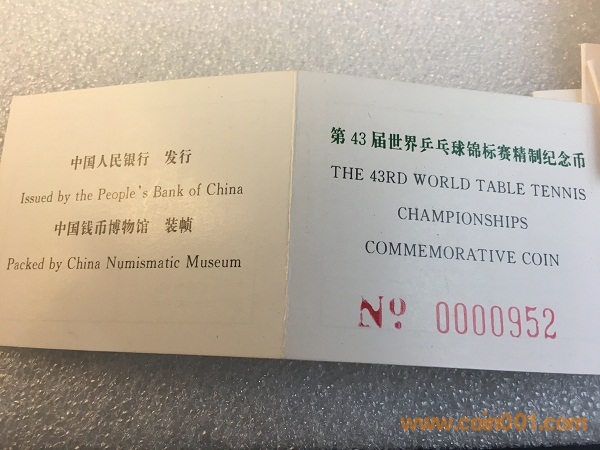 中国人民银行 发行
Issued by the People's Bank of China
中国钱币博物馆 装帧
Packed by China Numismatic Museum
第43届世界乒乓球锦标赛精制纪念币
THE 43RD WORLD TABLE TENNIS
CHAMPIONSHIPS
COMMEMORATIVE COIN
Nº 0000952
www.coin001.com